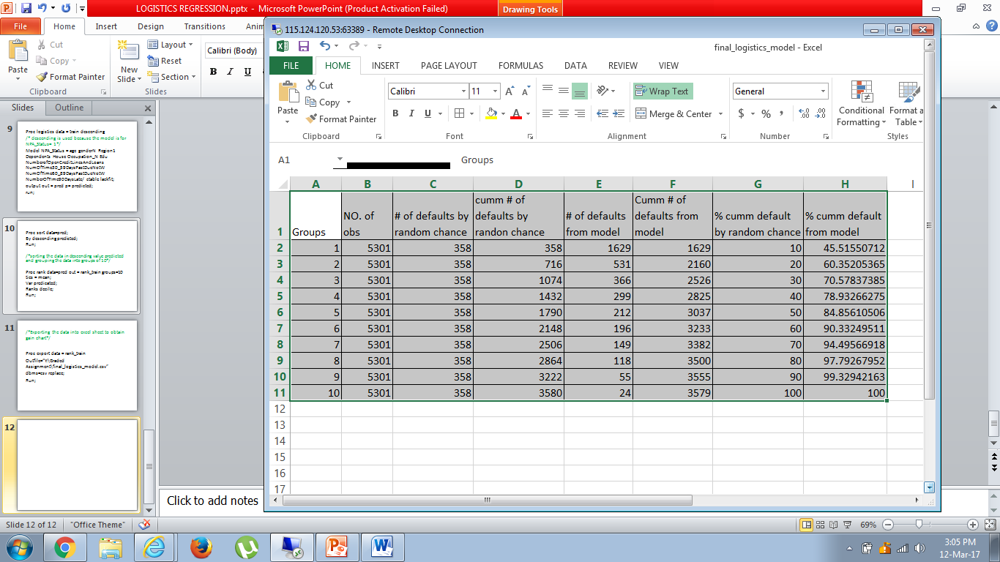 LOGISTICS REGRESSION.pptx - Microsoft PowerPoint (Product Activation Failed)
Drawing Tools
File Home Insert Design Transitions Anim
Paste
Cut
Copy
Format Painter
Clipboard
New Slide
Layout
Reset
Section
Slides
Calibri (Body)
B I U
Slides Outline
9
Proc logistics data = train descending
/* descending is used because the model is for
NPA_Status= 1*/
Model NPA_Status = age genderN Region1
Dependents House Occupation_N Edu
NumberofOpenCreditLinesAndLoans
NumOfTime30_59DaysPastDueNotW
NumOfTime60_89DaysPastDueNotW
NumberOfTime90DaysLate/ ctable lackfit;
output out = pred p= predicted;
run;
10
Proc sort data=pred;
By descending predicted;
Run;
/*sorting the data in descending value predicted
and grouping the data into groups of 10*/
Proc rank data=pred out = rank_train groups=10
ties = mean;
Var predicated;
Ranks decile;
Run;
11
/*Exporting the data into excel sheet to obtain
gain chart*/
Proc export data = rank_train
Assignment\final_logistics_model.csv"
dbms=csv replace;
Run;
12
115.124.120.53:63389 - Remote Desktop Connection
final_logistics_model - Excel
FILE HOME INSERT PAGE LAYOUT FORMULAS DATA REVIEW VIEW
Paste
Cut
Copy
Format Painter
Clipboard
Calibri 11
B I U
Font
Wrap Text
Merge & Center
Alignment
General
$ % ,
Number
Conditional Formatting
Format a
Table
Styles
A1 Groups
A B C D E F G H I
1 Groups NO. of obs # of defaults by random chance cumm # of defaults by randon chance # of defaults from model Cumm # of defaults from model % cumm default by random chance % cumm default from model
2 1 5301 358 358 1629 1629 10 45.51550712
3 2 5301 358 716 531 2160 20 60.35205365
4 3 5301 358 1074 366 2526 30 70.57837385
5 4 5301 358 1432 299 2825 40 78.93266275
6 5 5301 358 1790 212 3037 50 84.85610506
7 6 5301 358 2148 196 3233 60 90.33249511
8 7 5301 358 2506 149 3382 70 94.49566918
9 8 5301 358 2864 118 3500 80 97.79267952
10 9 5301 358 3222 55 3555 90 99.32942163
11 10 5301 358 3580 24 3579 100 100
12
13
14
15
16
17
Click to add notes
Slide 12 of 12 "Office Theme" 69%
3:05 PM
12-Mar-17